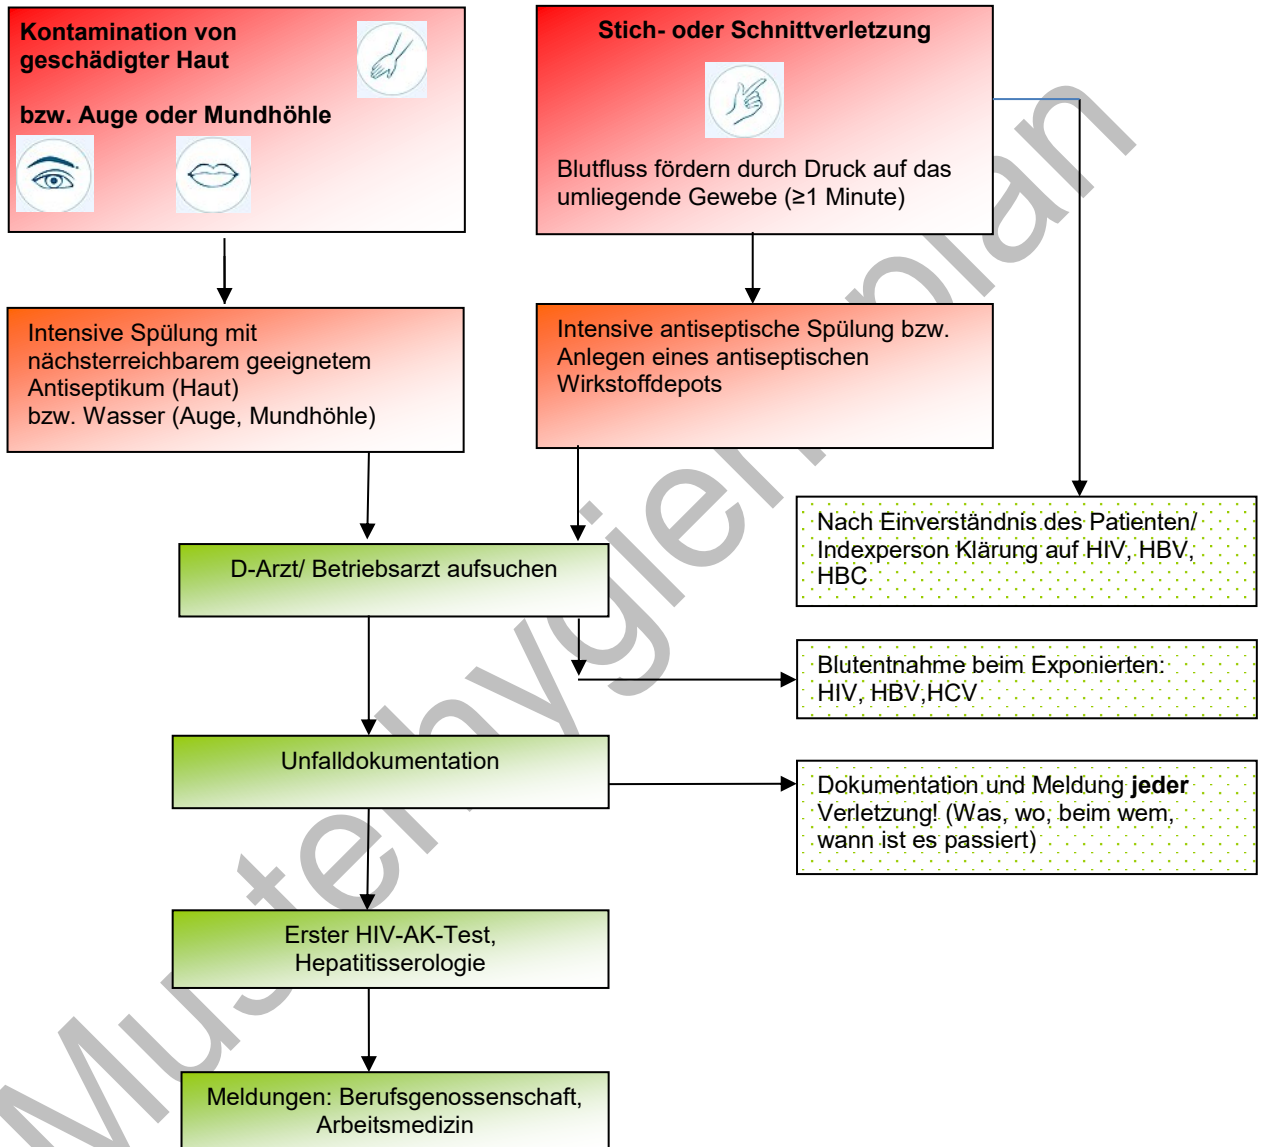 Kontamination von
geschädigter Haut
bzw. Auge oder Mundhöhle
Stich- oder Schnittverletzung
Blutfluss fördern durch Druck auf das
umliegende Gewebe (≥1 Minute)
Intensive Spülung mit
nächsterreichbarem geeignetem
Antiseptikum (Haut)
bzw. Wasser (Auge, Mundhöhle)
Intensive antiseptische Spülung bzw.
Anlegen eines antiseptischen
Wirkstoffdepots
Nach Einverständnis des Patienten/
Indexperson Klärung auf HIV, HBV,
HBC
D-Arzt/ Betriebsarzt aufsuchen
Blutentnahme beim Exponierten:
HIV, HBV,HCV
Unfalldokumentation
Dokumentation und Meldung jeder
Verletzung! (Was, wo, beim wem,
wann ist es passiert)
Erster HIV-AK-Test,
Hepatitisserologie
Meldungen: Berufsgenossenschaft,
Arbeitsmedizin
Musterhygieneplan